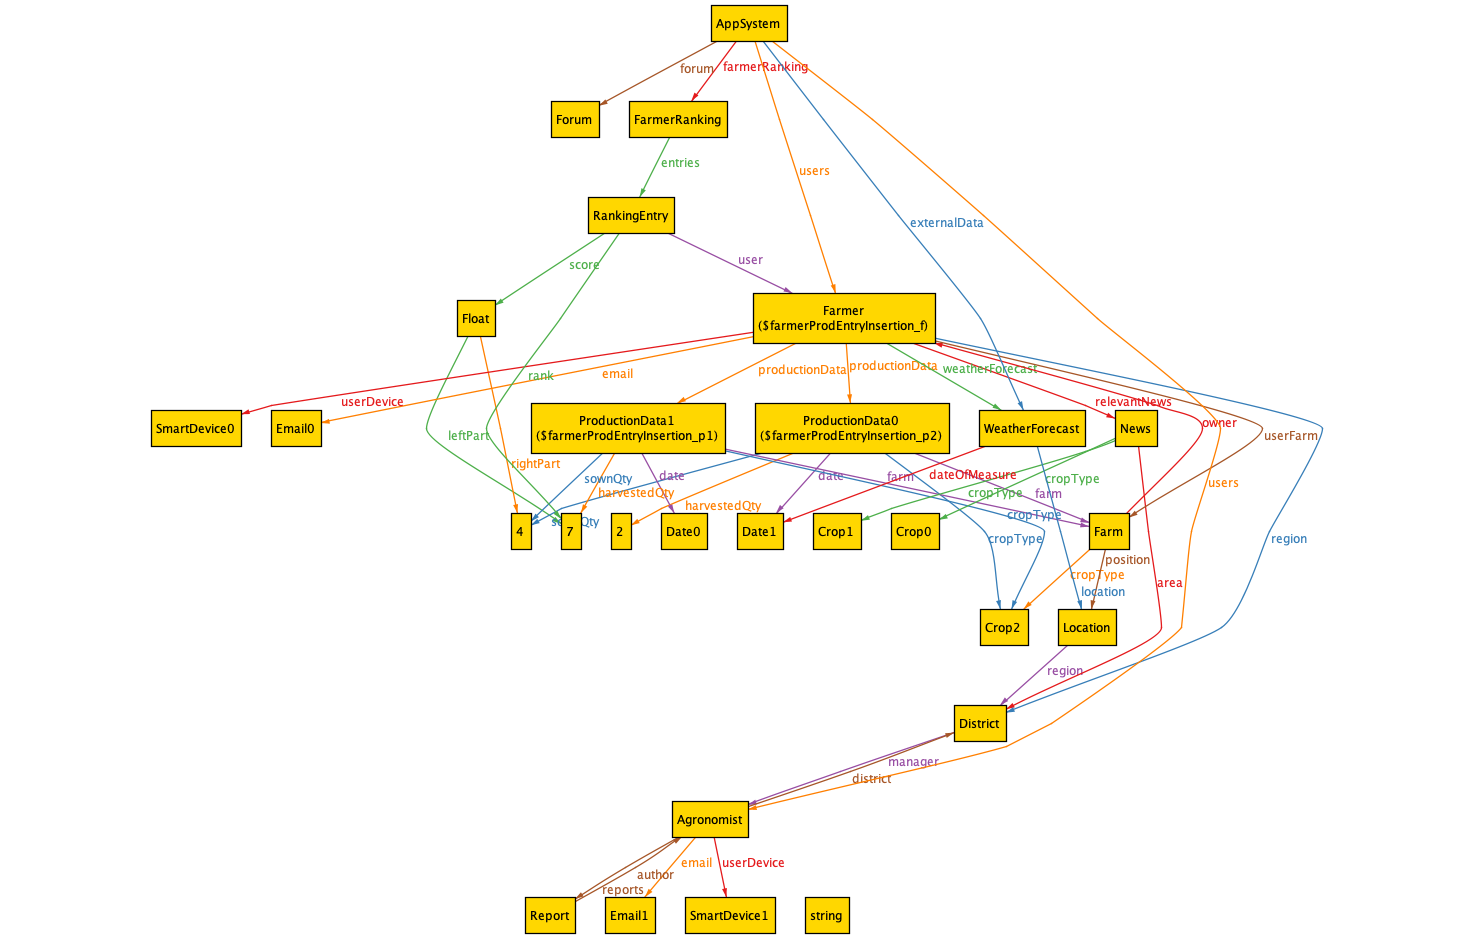 AppSystem
forum
farmerRanking
Forum
FarmerRanking
entries
users
RankingEntry
externalData
score
user
Float
Farmer
($farmerProdEntryInsertion_f)
rank
email
productionData
productionData
weatherForecast
userDevice
relevantNews
SmartDevice0
Email0
ProductionData1
($farmerProdEntryInsertion_p1)
ProductionData0
($farmerProdEntryInsertion_p2)
WeatherForecast
News
owner
userFarm
leftPart
rightPart
sownQty
date
harvestedQty
date
farm
dateOfMeasure
cropType
cropType
farm
users
harvestedQty
sownQty
cropType
4
7
2
Date0
Date1
Crop1
Crop0
Farm
cropType
region
position
cropType
area
location
Crop2
Location
region
District
manager
district
Agronomist
email
userDevice
author
reports
Report
Email1
SmartDevice1
string